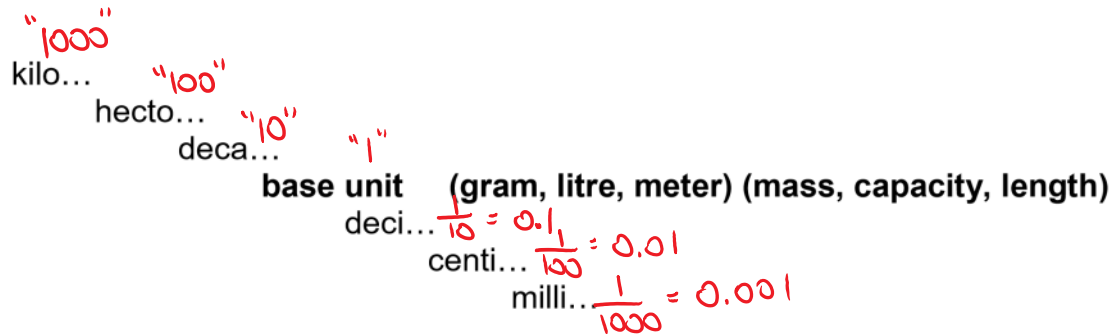 "1000"
kilo...
"100"
hecto...
"10"
deca...
"1"
base unit (gram, litre, meter) (mass, capacity, length)
deci... 1/10 = 0.1
centi... 1/100 = 0.01
milli... 1/1000 = 0.001